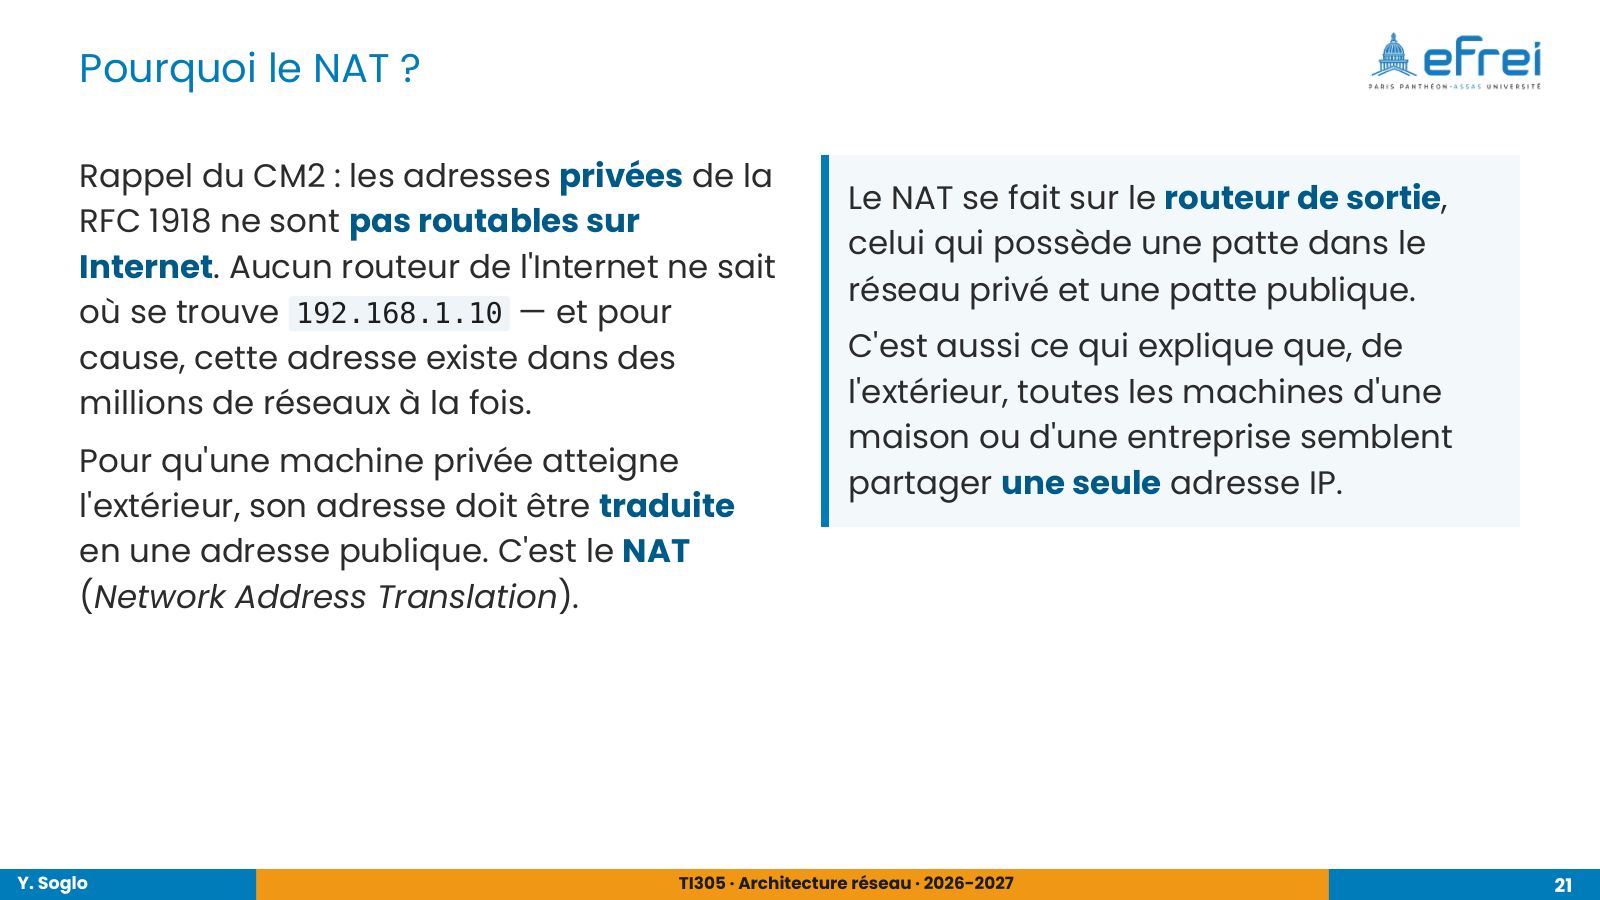 Pourquoi le NAT ?
efrei
PARIS PANTHÉON-ASSAS UNIVERSITÉ
Rappel du CM2 : les adresses privées de la
RFC 1918 ne sont pas routables sur
Internet. Aucun routeur de l'Internet ne sait
où se trouve 192.168.1.10 — et pour
cause, cette adresse existe dans des
millions de réseaux à la fois.
Pour qu'une machine privée atteigne
l'extérieur, son adresse doit être traduite
en une adresse publique. C'est le NAT
(Network Address Translation).
Le NAT se fait sur le routeur de sortie,
celui qui possède une patte dans le
réseau privé et une patte publique.
C'est aussi ce qui explique que, de
l'extérieur, toutes les machines d'une
maison ou d'une entreprise semblent
partager une seule adresse IP.
Y. Soglo
TI305 · Architecture réseau · 2026-2027
21